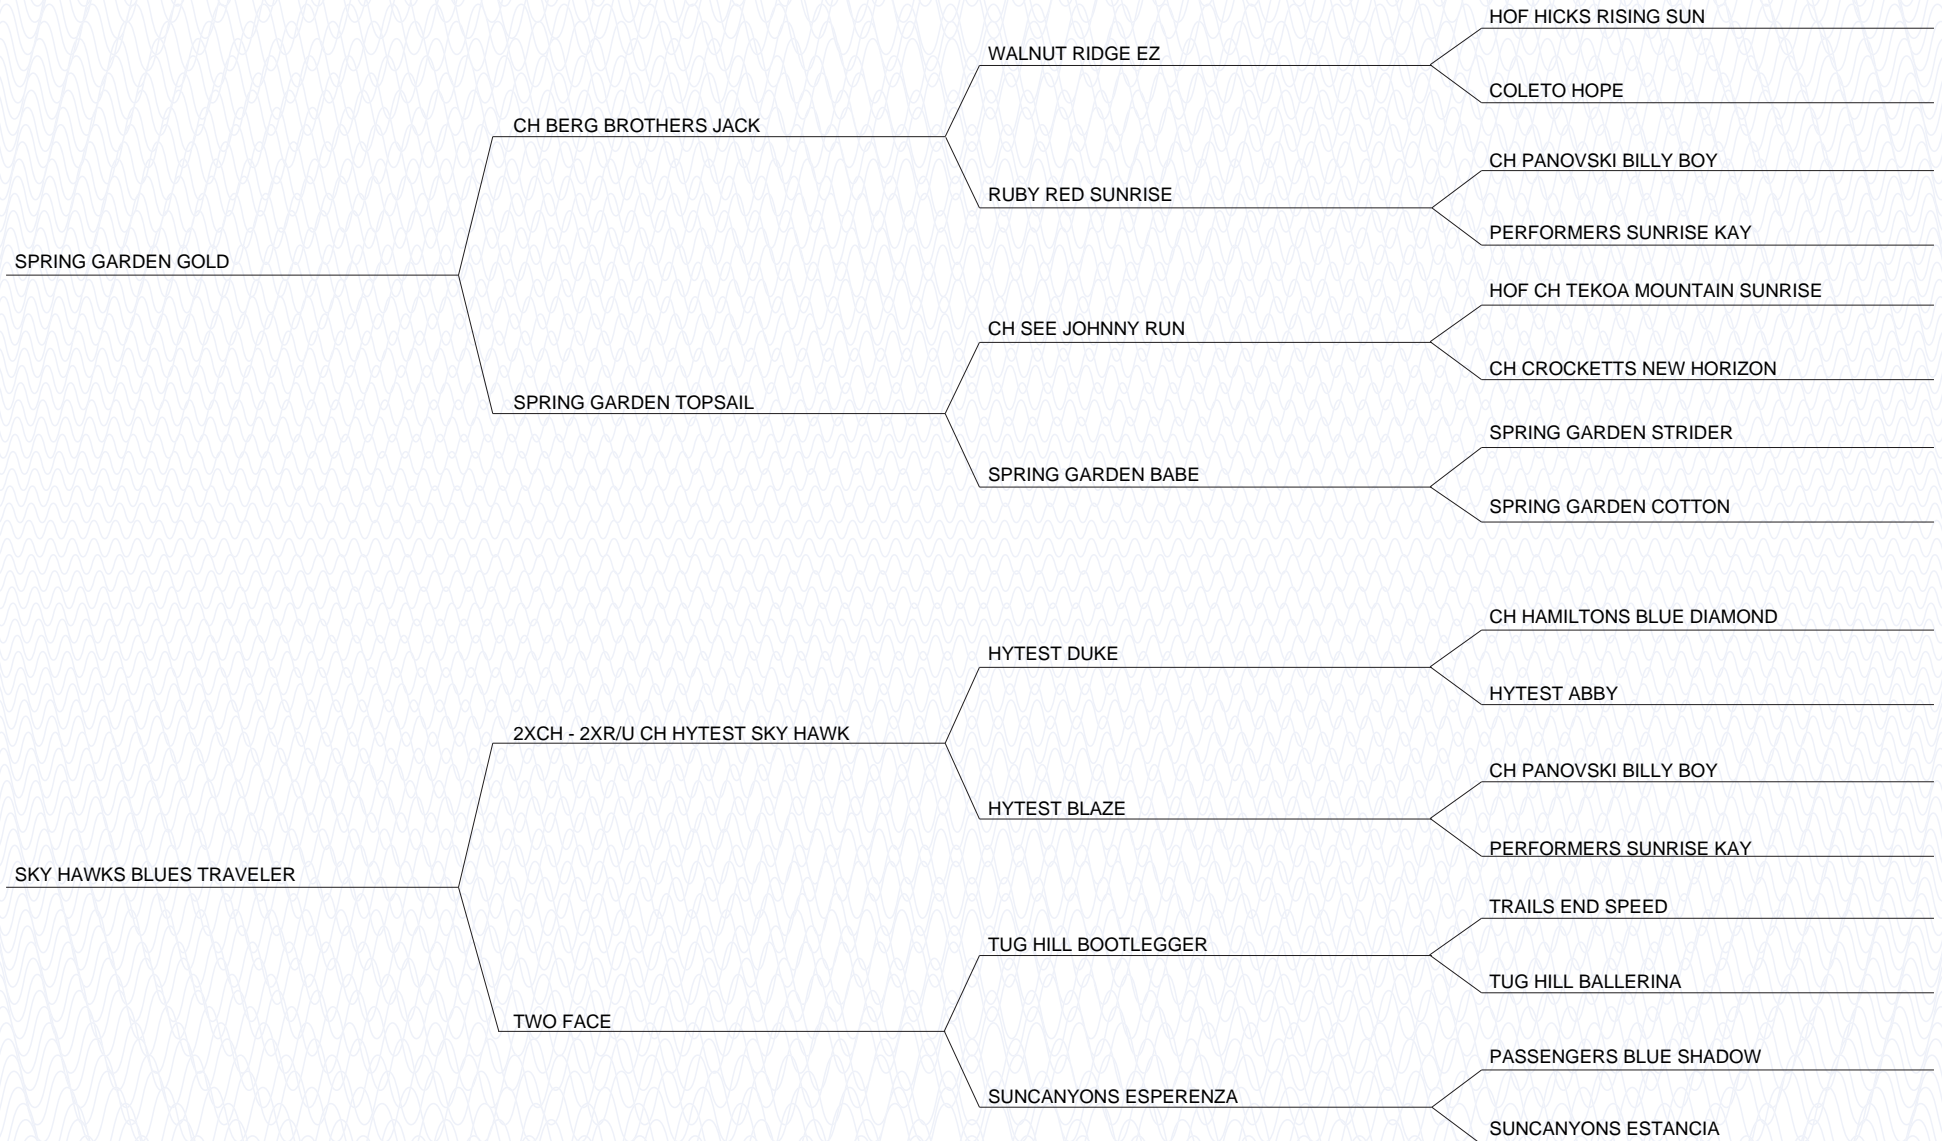 HOF HICKS RISING SUN
WALNUT RIDGE EZ
COLETO HOPE
CH BERG BROTHERS JACK
CH PANOVSKI BILLY BOY
RUBY RED SUNRISE
PERFORMERS SUNRISE KAY
SPRING GARDEN GOLD
HOF CH TEKOA MOUNTAIN SUNRISE
CH SEE JOHNNY RUN
CH CROCKETTS NEW HORIZON
SPRING GARDEN TOPSAIL
SPRING GARDEN STRIDER
SPRING GARDEN BABE
SPRING GARDEN COTTON
CH HAMILTONS BLUE DIAMOND
HYTEST DUKE
HYTEST ABBY
2XCH - 2XR/U CH HYTEST SKY HAWK
CH PANOVSKI BILLY BOY
HYTEST BLAZE
PERFORMERS SUNRISE KAY
SKY HAWKS BLUES TRAVELER
TRAILS END SPEED
TUG HILL BOOTLEGGER
TUG HILL BALLERINA
TWO FACE
PASSENGERS BLUE SHADOW
SUNCANYONS ESPERENZA
SUNCANYONS ESTANCIA